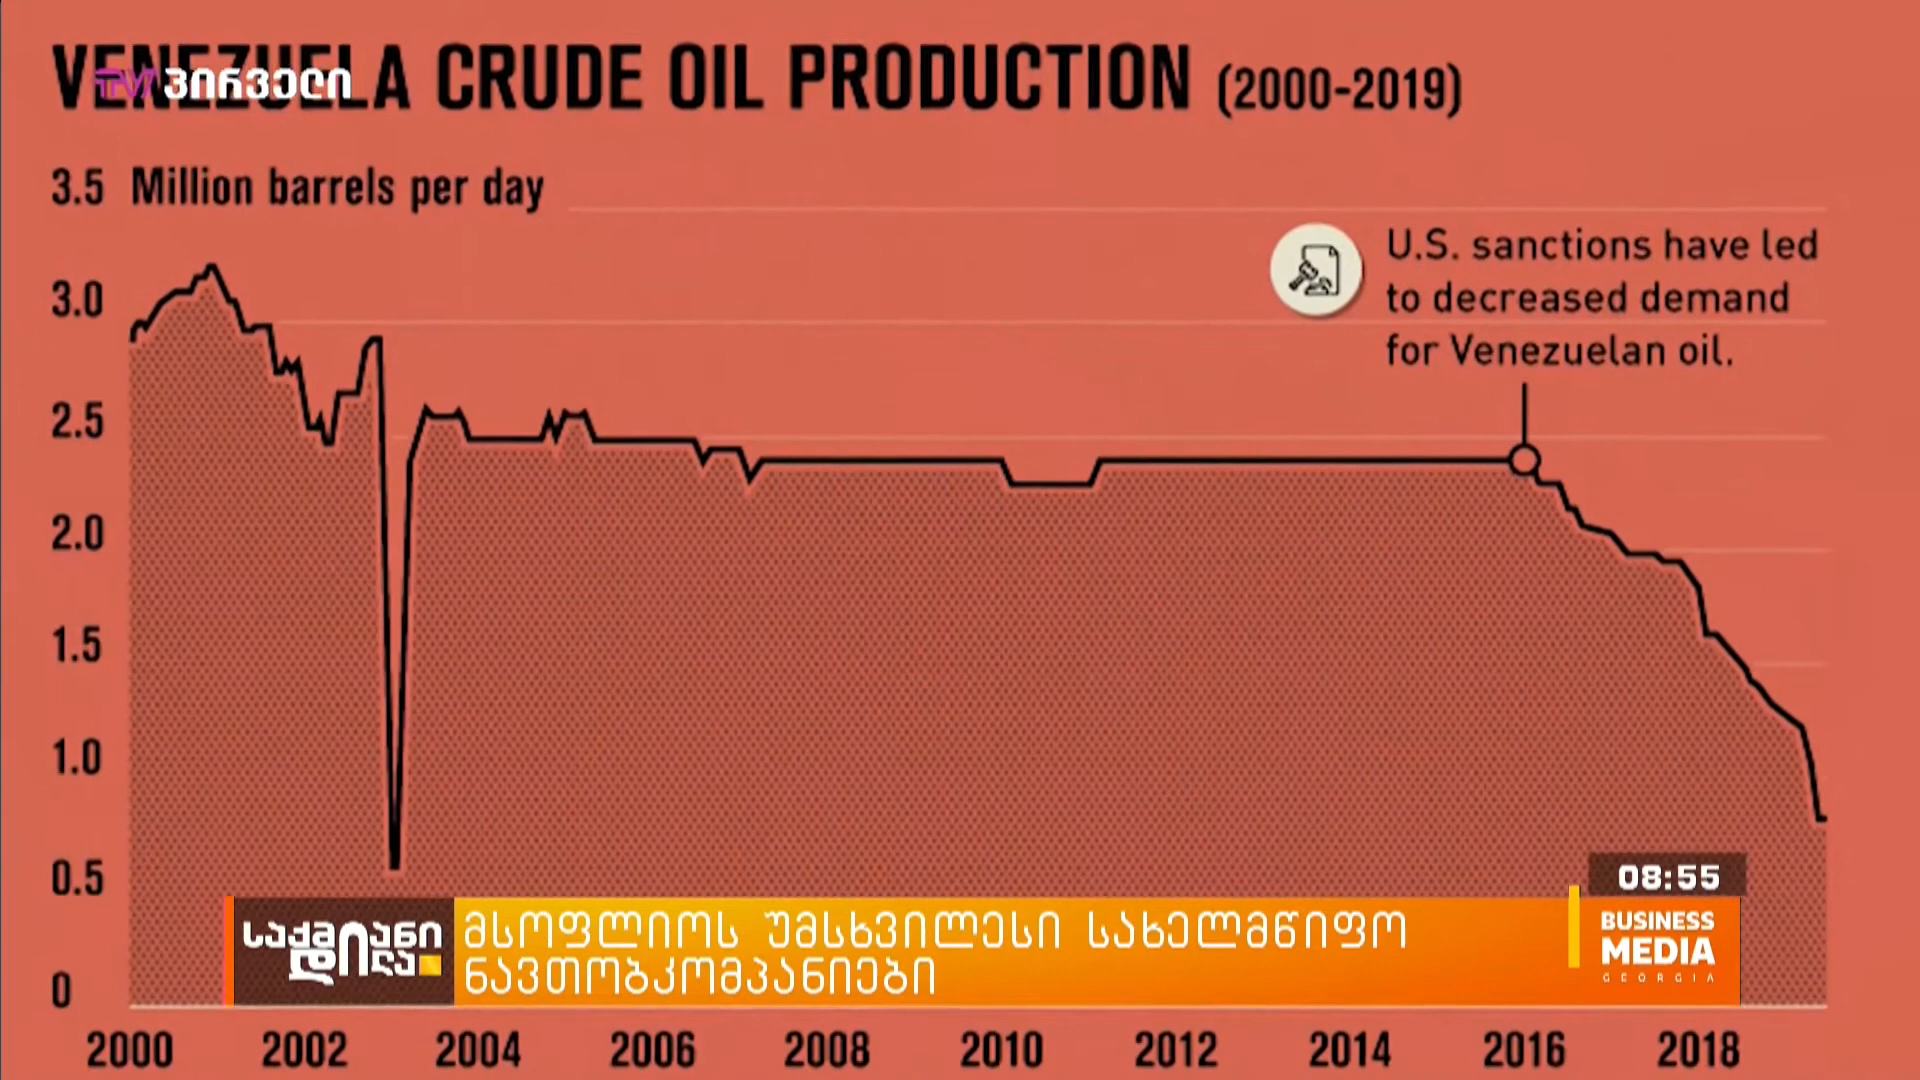 VENEZUELA CRUDE OIL PRODUCTION (2000-2019)
TV პირველი
3.5 Million barrels per day
U.S. sanctions have led
to decreased demand
for Venezuelan oil.
3.0
2.5
2.0
1.5
1.0
0.5
0
08:55
საქმიანი
დილა
მსოფლიოს უმსხვილესი სახელმწიფო
ნავთობკომპანიები
BUSINESS
MEDIA
GEORGIA
2000 2002 2004 2006 2008 2010 2012 2014 2016 2018